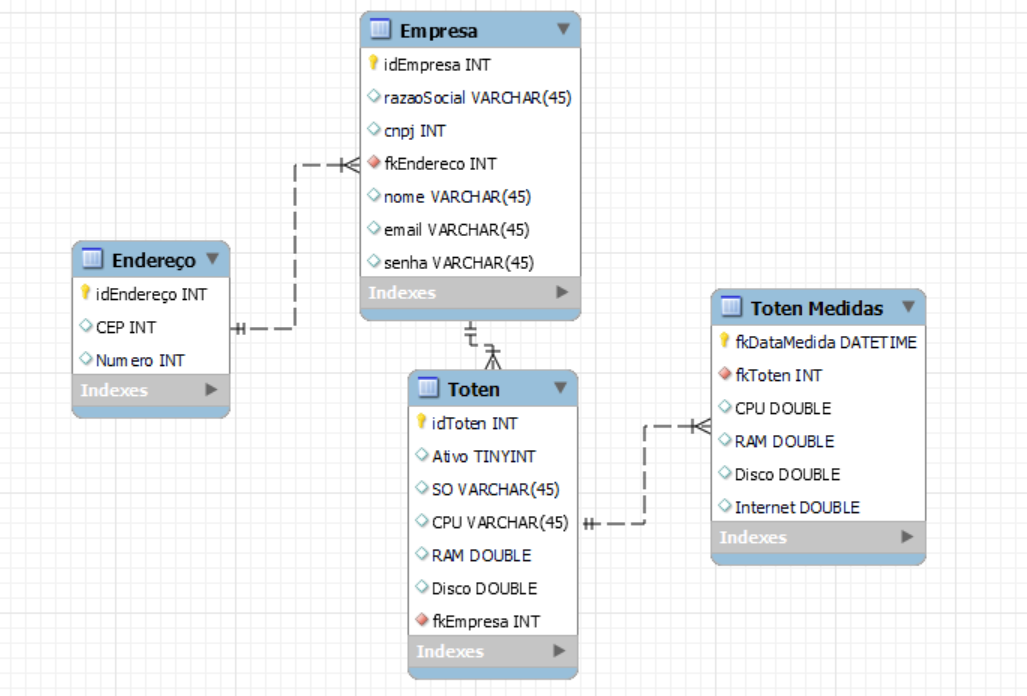 Empresa
idEmpresa INT
razaoSocial VARCHAR(45)
cnpj INT
fkEndereco INT
nome VARCHAR(45)
email VARCHAR(45)
senha VARCHAR(45)
Indexes
Endereço
idEndereço INT
CEP INT
Numero INT
Indexes
Toten
idToten INT
Ativo TINYINT
SO VARCHAR(45)
CPU VARCHAR(45)
RAM DOUBLE
Disco DOUBLE
fkEmpresa INT
Indexes
Toten Medidas
fkDataMedida DATETIME
fkToten INT
CPU DOUBLE
RAM DOUBLE
Disco DOUBLE
Internet DOUBLE
Indexes